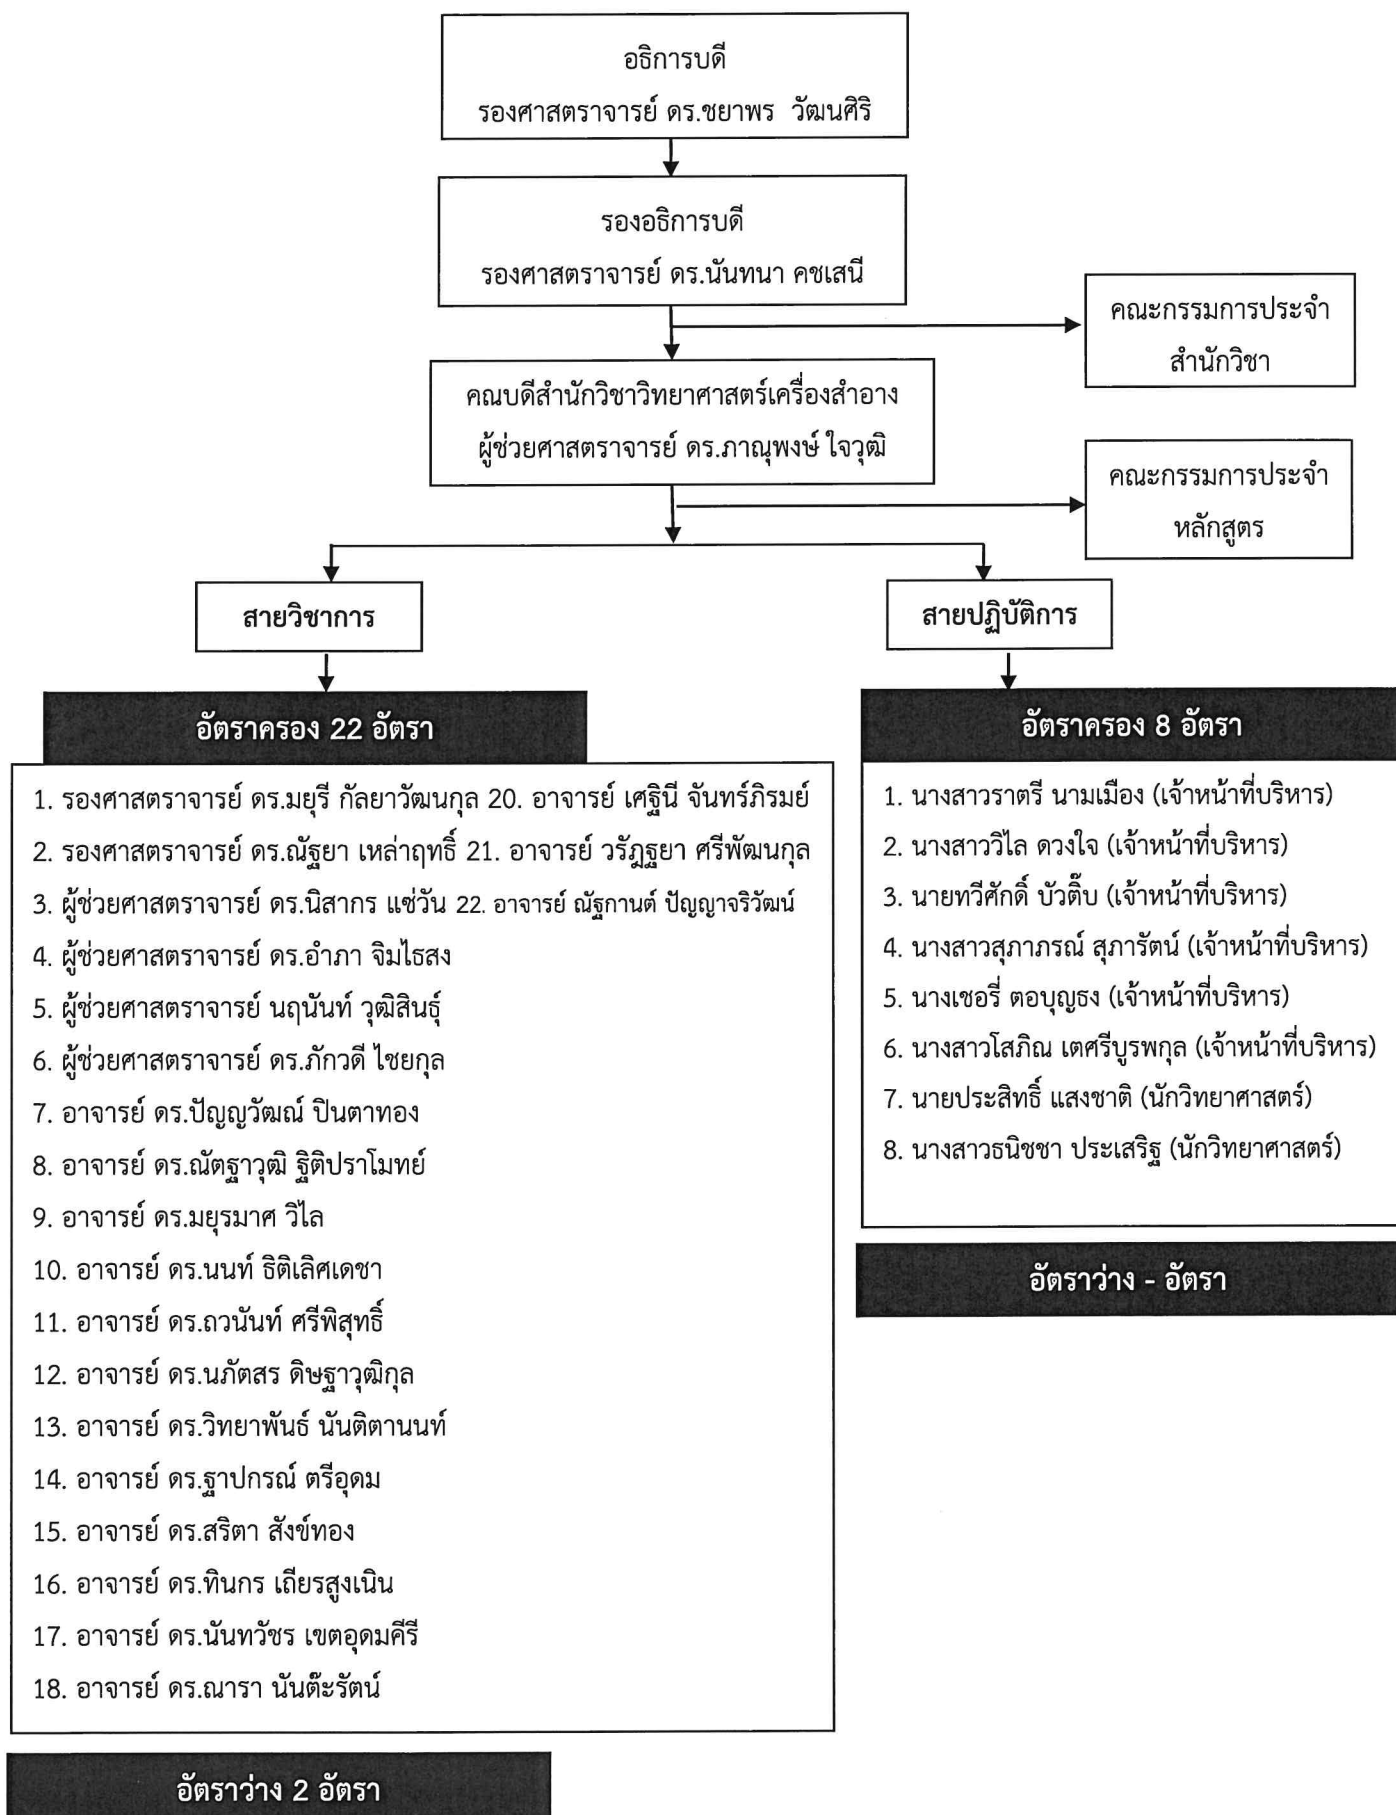 อธิการบดี
รองศาสตราจารย์ ดร.ชยาพร วัฒนศิริ
รองอธิการบดี
รองศาสตราจารย์ ดร.นันทนา คชเสนี
คณะกรรมการประจำ
สำนักวิชา
คณบดีสำนักวิชาวิทยาศาสตร์เครื่องสำอาง
ผู้ช่วยศาสตราจารย์ ดร.ภาณุพงษ์ ใจวุฒิ
คณะกรรมการประจำ
หลักสูตร
สายวิชาการ
สายปฏิบัติการ
อัตราครอง 22 อัตรา
1. รองศาสตราจารย์ ดร.มยุรี กัลยาวัฒนกุล 20. อาจารย์ เศฐินี จันทร์ภิรมย์
2. รองศาสตราจารย์ ดร.ณัฐยา เหล่าฤทธิ์ 21. อาจารย์ วรัฎฐยา ศรีพัฒนกุล
3. ผู้ช่วยศาสตราจารย์ ดร.นิสากร แซ่วัน 22. อาจารย์ ณัฐกานต์ ปัญญาจริวัฒน์
4. ผู้ช่วยศาสตราจารย์ ดร.อำภา จิมไธสง
5. ผู้ช่วยศาสตราจารย์ นฤนันท์ วุฒิสินธุ์
6. ผู้ช่วยศาสตราจารย์ ดร.ภักวดี ไชยกุล
7. อาจารย์ ดร.ปัญญวัฒณ์ ปินตาทอง
8. อาจารย์ ดร.ณัตฐาวุฒิ ฐิติปราโมทย์
9. อาจารย์ ดร.มยุรมาศ วิไล
10. อาจารย์ ดร.นนท์ ธิติเลิศเดชา
11. อาจารย์ ดร.ถวนันท์ ศรีพิสุทธิ์
12. อาจารย์ ดร.นภัตสร ดิษฐาวุฒิกุล
13. อาจารย์ ดร.วิทยาพันธ์ นันติตานนท์
14. อาจารย์ ดร.ฐาปกรณ์ ตรีอุดม
15. อาจารย์ ดร.สริตา สังข์ทอง
16. อาจารย์ ดร.ทินกร เถียรสูงเนิน
17. อาจารย์ ดร.นันทวัชร เขตอุดมคีรี
18. อาจารย์ ดร.ณารา นันต๊ะรัตน์
อัตราว่าง 2 อัตรา
อัตราครอง 8 อัตรา
1. นางสาวราตรี นามเมือง (เจ้าหน้าที่บริหาร)
2. นางสาววิไล ดวงใจ (เจ้าหน้าที่บริหาร)
3. นายทวีศักดิ์ บัวติ๊บ (เจ้าหน้าที่บริหาร)
4. นางสาวสุภาภรณ์ สุภารัตน์ (เจ้าหน้าที่บริหาร)
5. นางเชอรี่ ตอบุญธง (เจ้าหน้าที่บริหาร)
6. นางสาวโสภิณ เตศรีบูรพกุล (เจ้าหน้าที่บริหาร)
7. นายประสิทธิ์ แสงชาติ (นักวิทยาศาสตร์)
8. นางสาวธนิชชา ประเสริฐ (นักวิทยาศาสตร์)
อัตราว่าง - อัตรา